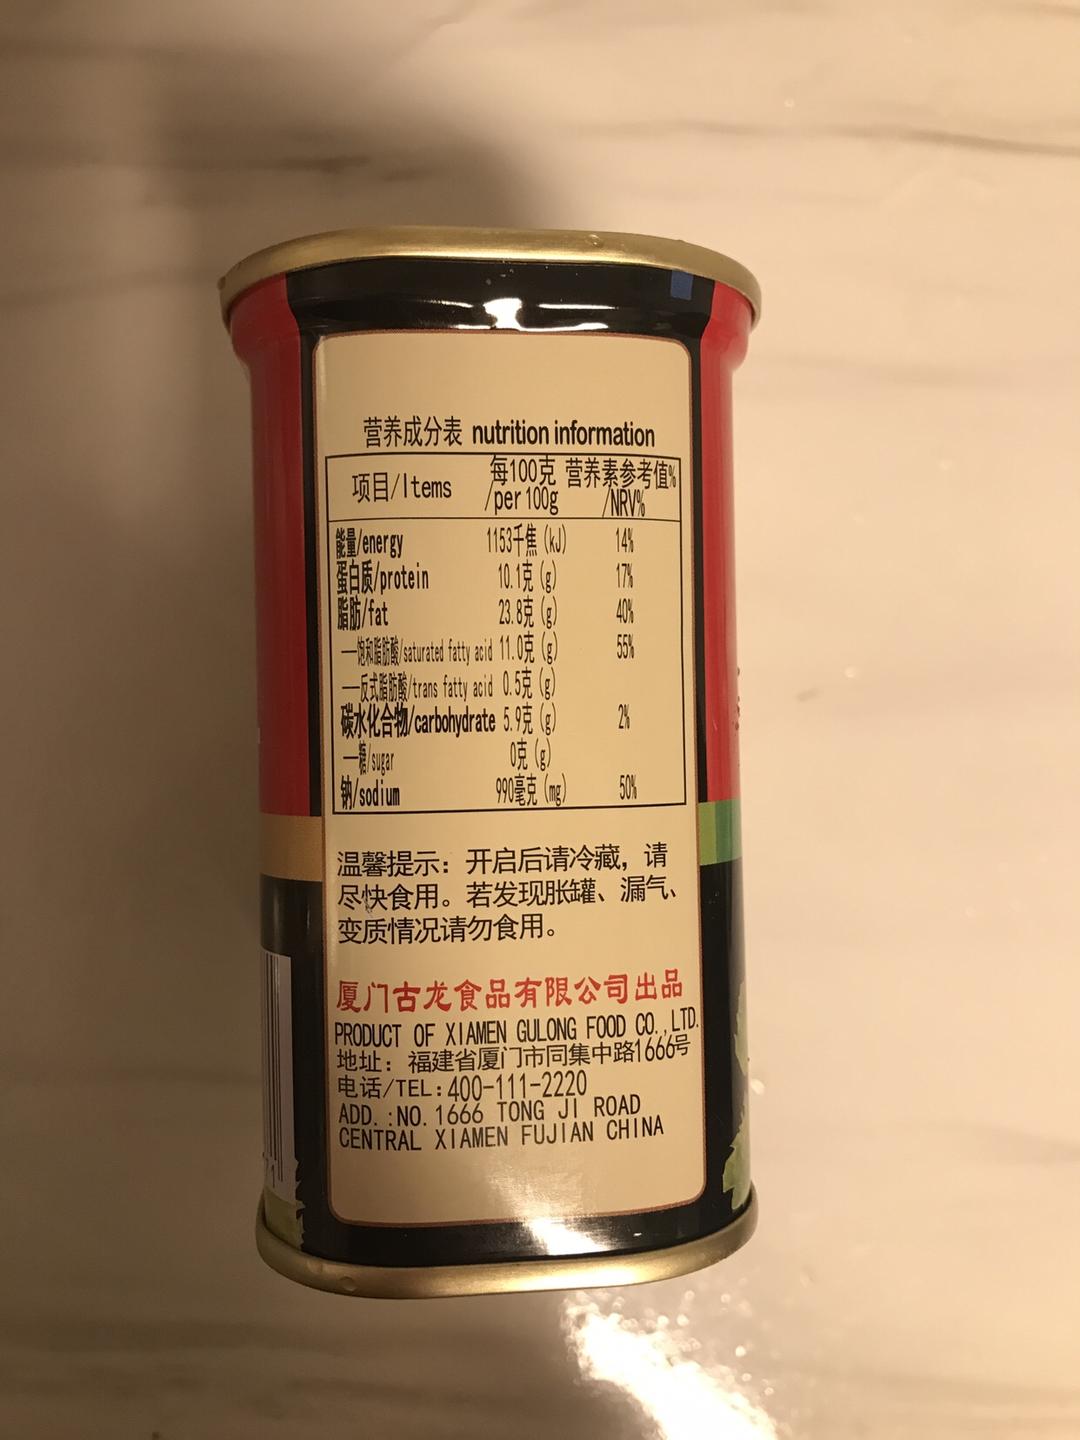 营养成分表 nutrition information
项目/Items 每100克/per 100g 营养素参考值%/NRV%
能量/energy 1153千焦(kJ) 14%
蛋白质/protein 10.1克(g) 17%
脂肪/fat 23.8克(g) 40%
—饱和脂肪酸/saturated fatty acid 11.0克(g) 55%
—反式脂肪酸/trans fatty acid 0.5克(g)
碳水化合物/carbohydrate 5.9克(g) 2%
—糖/sugar 0克(g)
钠/sodium 990毫克(mg) 50%
温馨提示：开启后请冷藏，请
尽快食用。若发现胀罐、漏气、
变质情况请勿食用。
厦门古龙食品有限公司出品
PRODUCT OF XIAMEN GULONG FOOD CO.,LTD.
地址：福建省厦门市同集中路1666号
电话/TEL:400-111-2220
ADD.:NO.1666 TONG JI ROAD
CENTRAL XIAMEN FUJIAN CHINA